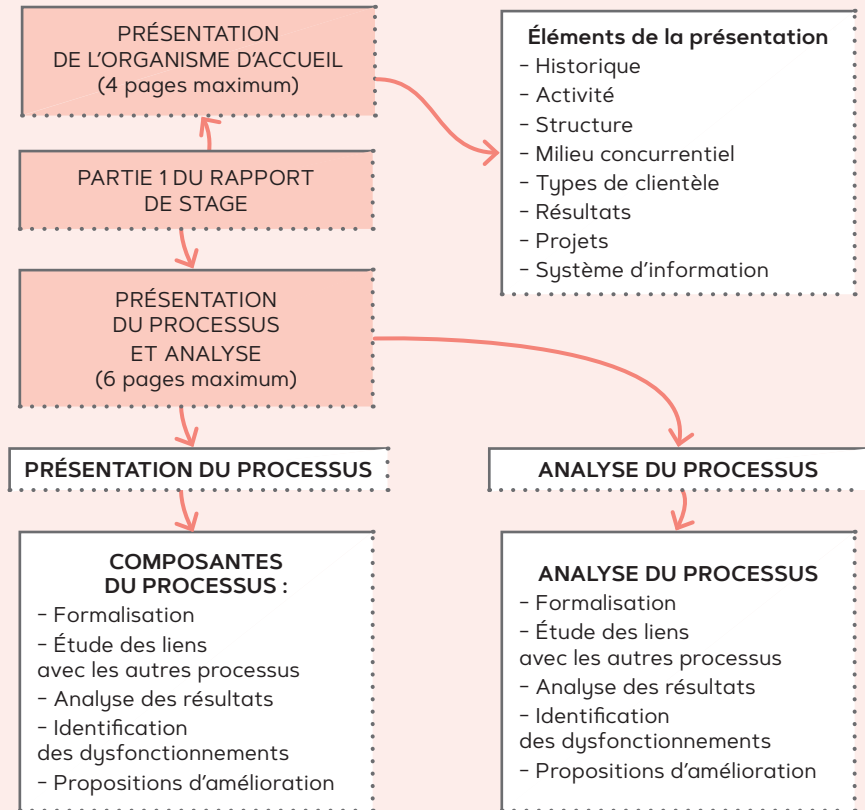 PRÉSENTATION
DE L'ORGANISME D'ACCUEIL
(4 pages maximum)
Éléments de la présentation
- Historique
- Activité
- Structure
- Milieu concurrentiel
- Types de clientèle
- Résultats
- Projets
- Système d'information
PARTIE 1 DU RAPPORT
DE STAGE
PRÉSENTATION
DU PROCESSUS
ET ANALYSE
(6 pages maximum)
PRÉSENTATION DU PROCESSUS
ANALYSE DU PROCESSUS
COMPOSANTES
DU PROCESSUS :
- Formalisation
- Étude des liens
avec les autres processus
- Analyse des résultats
- Identification
des dysfonctionnements
- Propositions d'amélioration
ANALYSE DU PROCESSUS
- Formalisation
- Étude des liens
avec les autres processus
- Analyse des résultats
- Identification
des dysfonctionnements
- Propositions d'amélioration